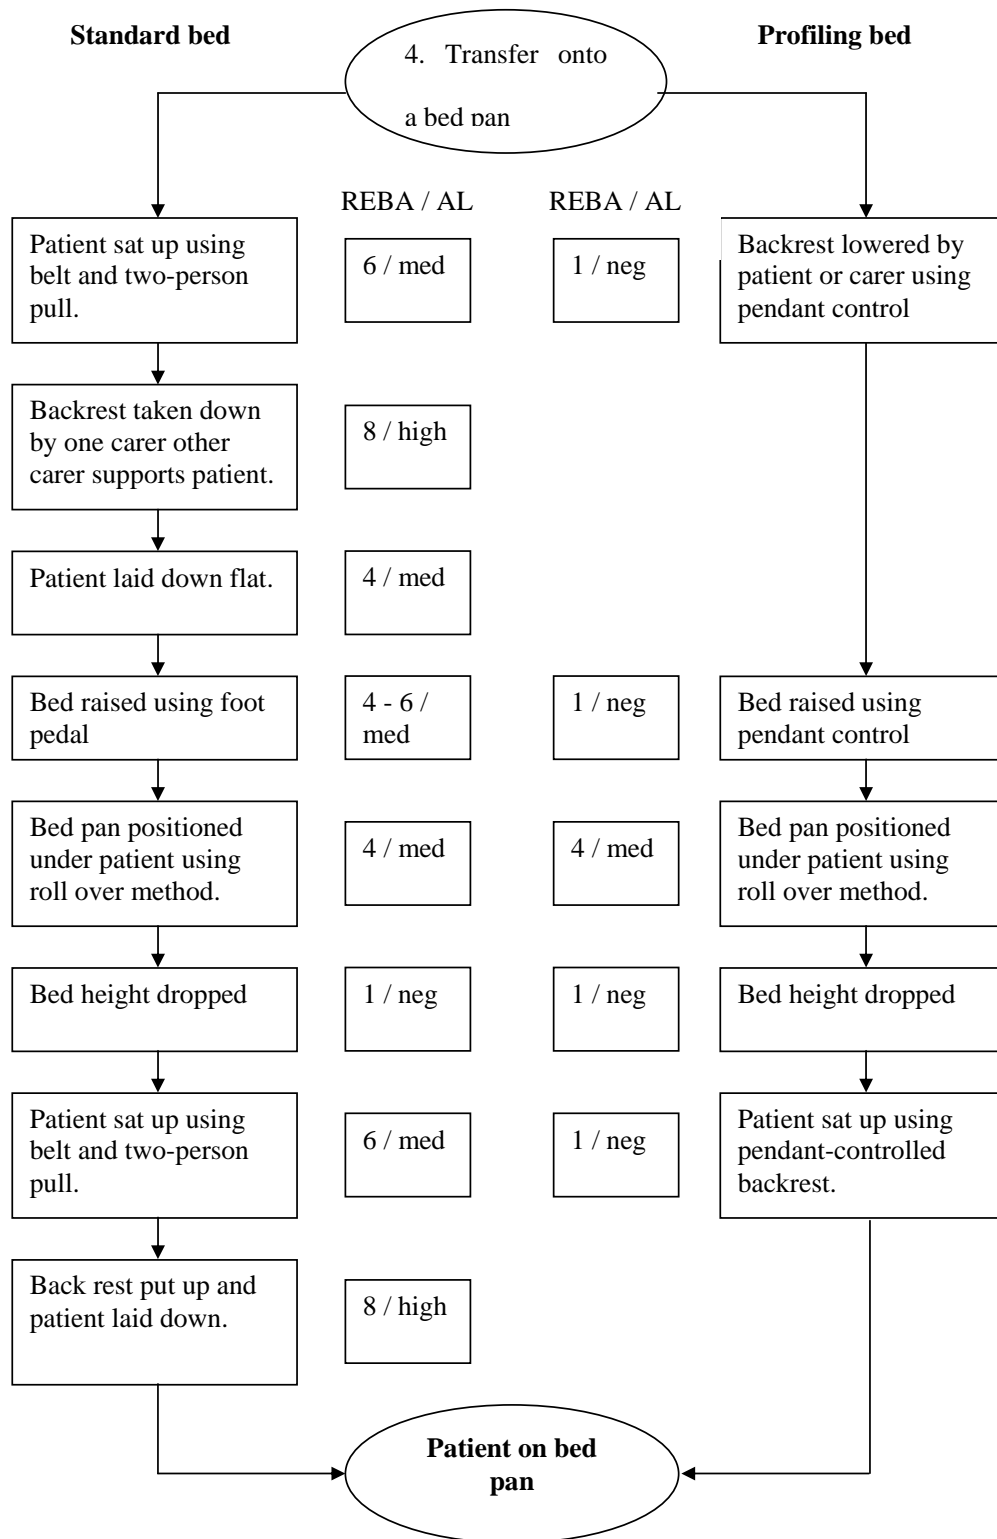 Standard bed
4. Transfer onto
a bed pan
Profiling bed
REBA / AL
REBA / AL
Patient sat up using
belt and two-person
pull.
6 / med
1 / neg
Backrest lowered by
patient or carer using
pendant control
Backrest taken down
by one carer other
carer supports patient.
8 / high
Patient laid down flat.
4 / med
Bed raised using foot
pedal
4 - 6 /
med
1 / neg
Bed raised using
pendant control
Bed pan positioned
under patient using
roll over method.
4 / med
4 / med
Bed pan positioned
under patient using
roll over method.
Bed height dropped
1 / neg
1 / neg
Bed height dropped
Patient sat up using
belt and two-person
pull.
6 / med
1 / neg
Patient sat up using
pendant-controlled
backrest.
Back rest put up and
patient laid down.
8 / high
Patient on bed
pan